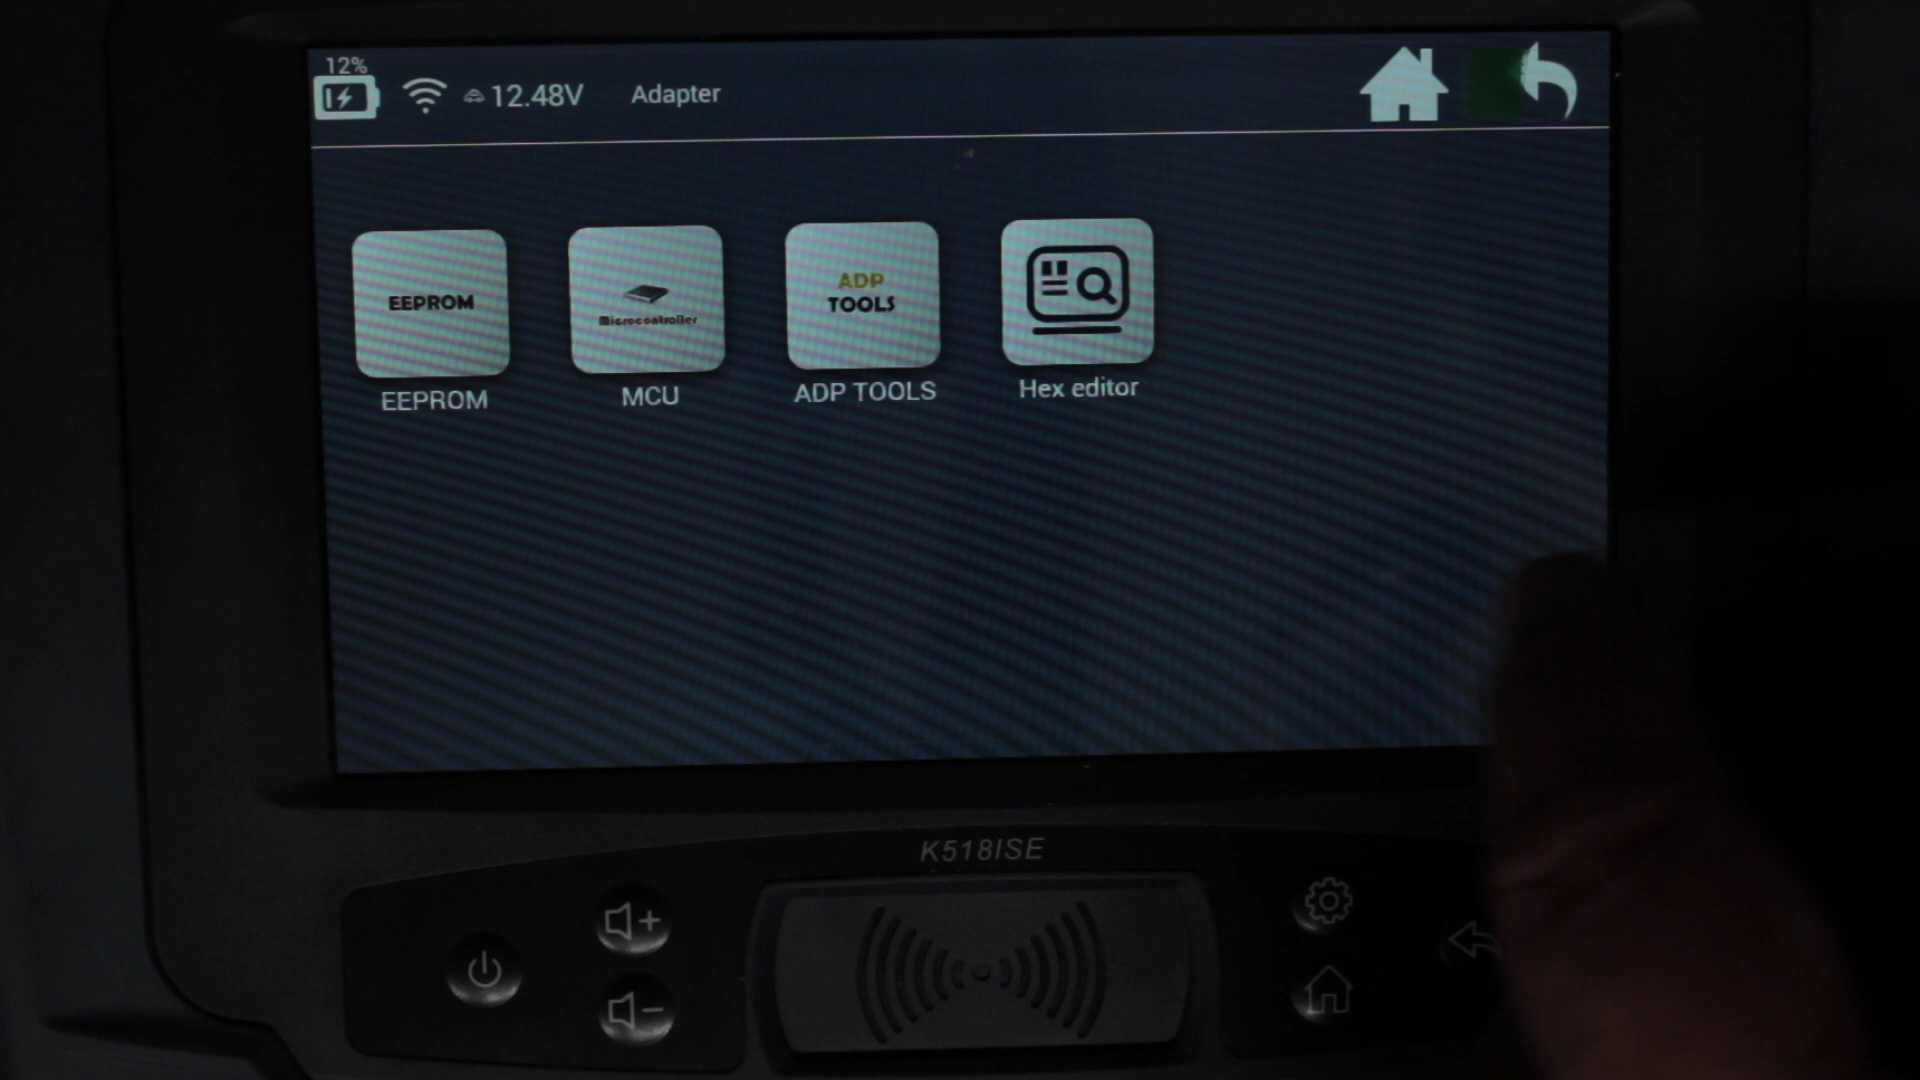 12%
12.48V Adapter
EEPROM
Microcontroller
ADP
TOOLS
EEPROM
MCU
ADP TOOLS
Hex editor
K518ISE